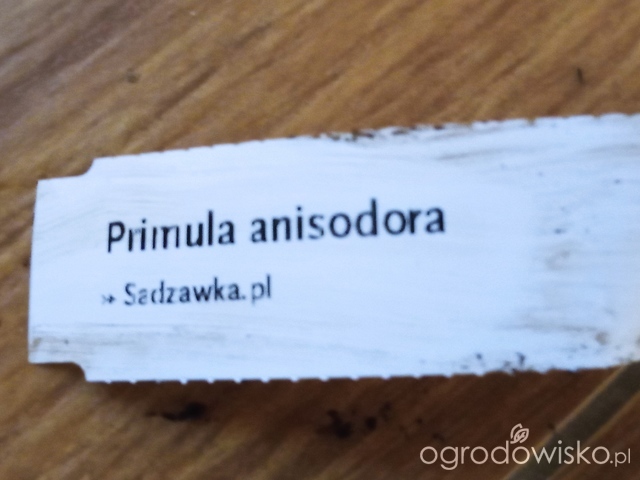 Primula anisodora
→ Sadzawka.pl
ogrodowisko.pl